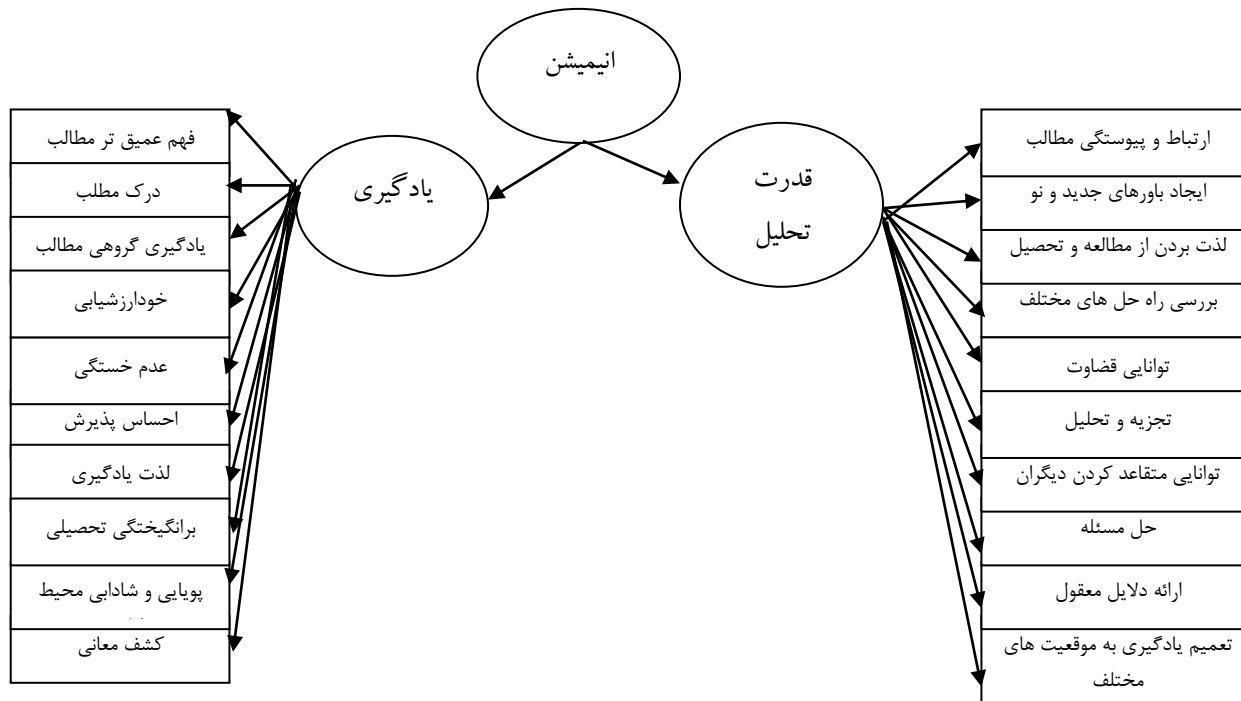 انیمیشن
قدرت
تحلیل
یادگیری
ارتباط و پیوستگی مطالب
ایجاد باورهای جدید و نو
لذت بردن از مطالعه و تحصیل
بررسی راه حل های مختلف
توانایی قضاوت
تجزیه و تحلیل
توانایی متقاعد کردن دیگران
حل مسئله
ارائه دلایل معقول
تعمیم یادگیری به موقعیت های
مختلف
فهم عمیق تر مطالب
درک مطلب
یادگیری گروهی مطالب
خودارزشیابی
عدم خستگی
احساس پذیرش
لذت یادگیری
برانگیختگی تحصیلی
پویایی و شادابی محیط
کشف معانی